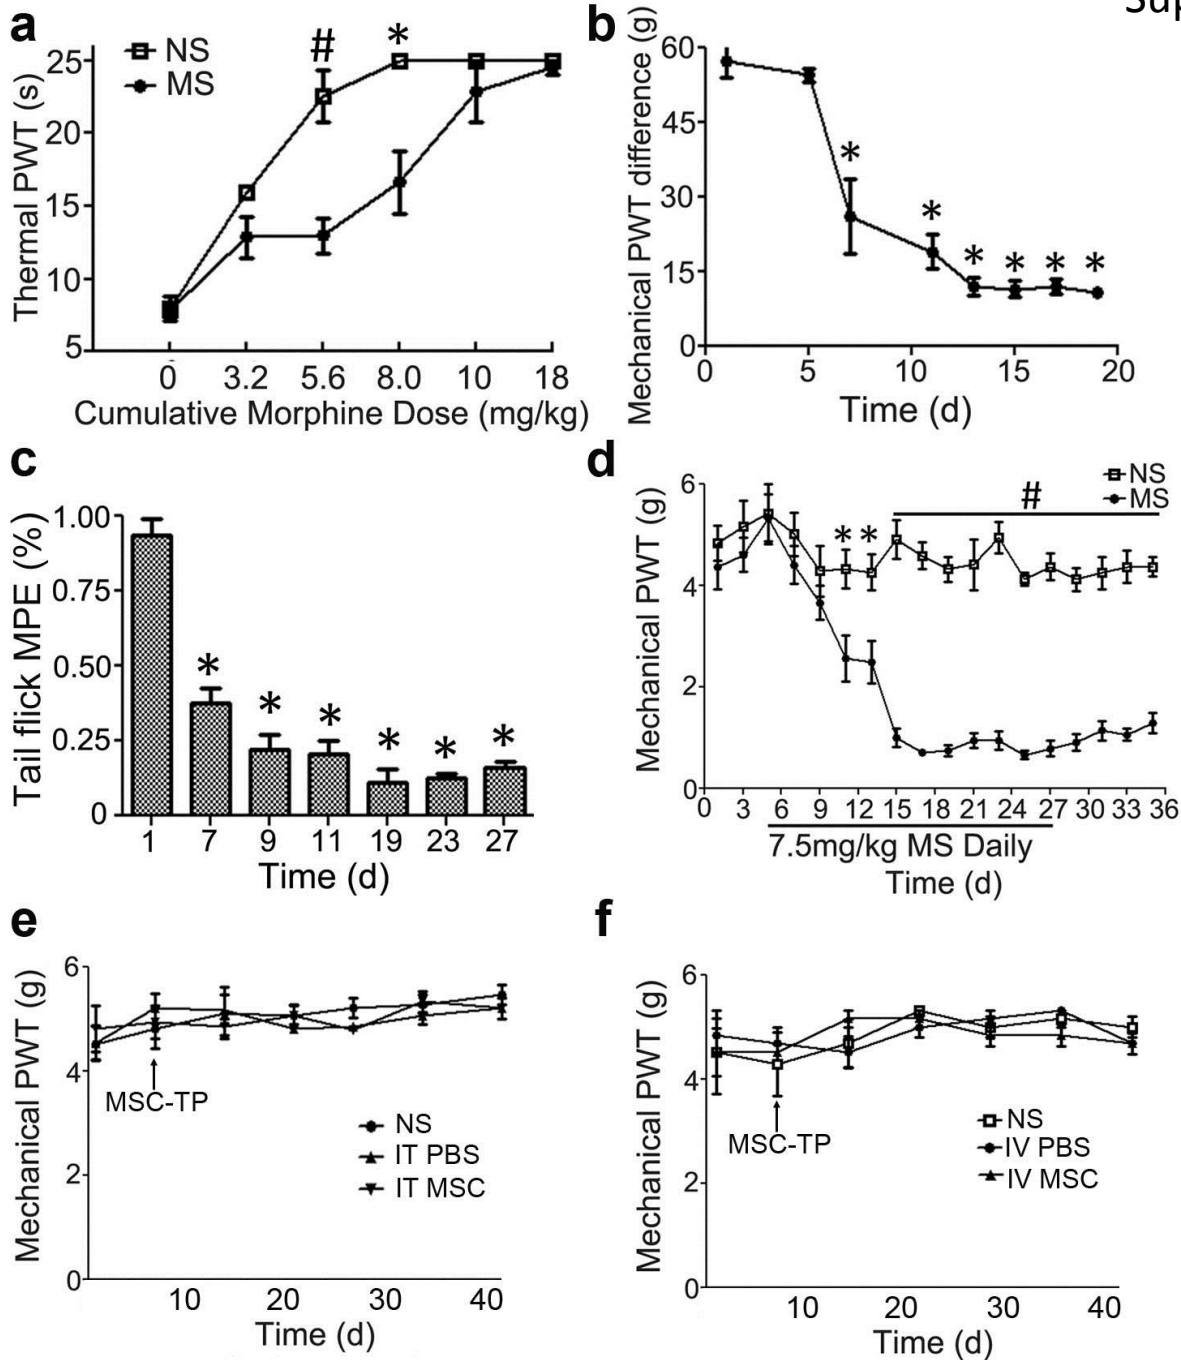 Sup
a
NS
MS
#
*
Thermal PWT (s)
25
20
15
10
5
0 3.2 5.6 8.0 10 18
Cumulative Morphine Dose (mg/kg)
b
Mechanical PWT difference (g)
60
45
30
15
0
* * * * * *
0 5 10 15 20
Time (d)
c
Tail flick MPE (%)
1.00
0.75
0.50
0.25
0
* * * * * *
1 7 9 11 19 23 27
Time (d)
d
NS
MS
#
* *
Mechanical PWT (g)
6
4
2
0
0 3 6 9 12 15 18 21 24 27 30 33 36
7.5mg/kg MS Daily
Time (d)
e
Mechanical PWT (g)
6
4
2
0
MSC-TP
NS
IT PBS
IT MSC
10 20 30 40
Time (d)
f
Mechanical PWT (g)
6
4
2
0
MSC-TP
NS
IV PBS
IV MSC
10 20 30 40
Time (d)